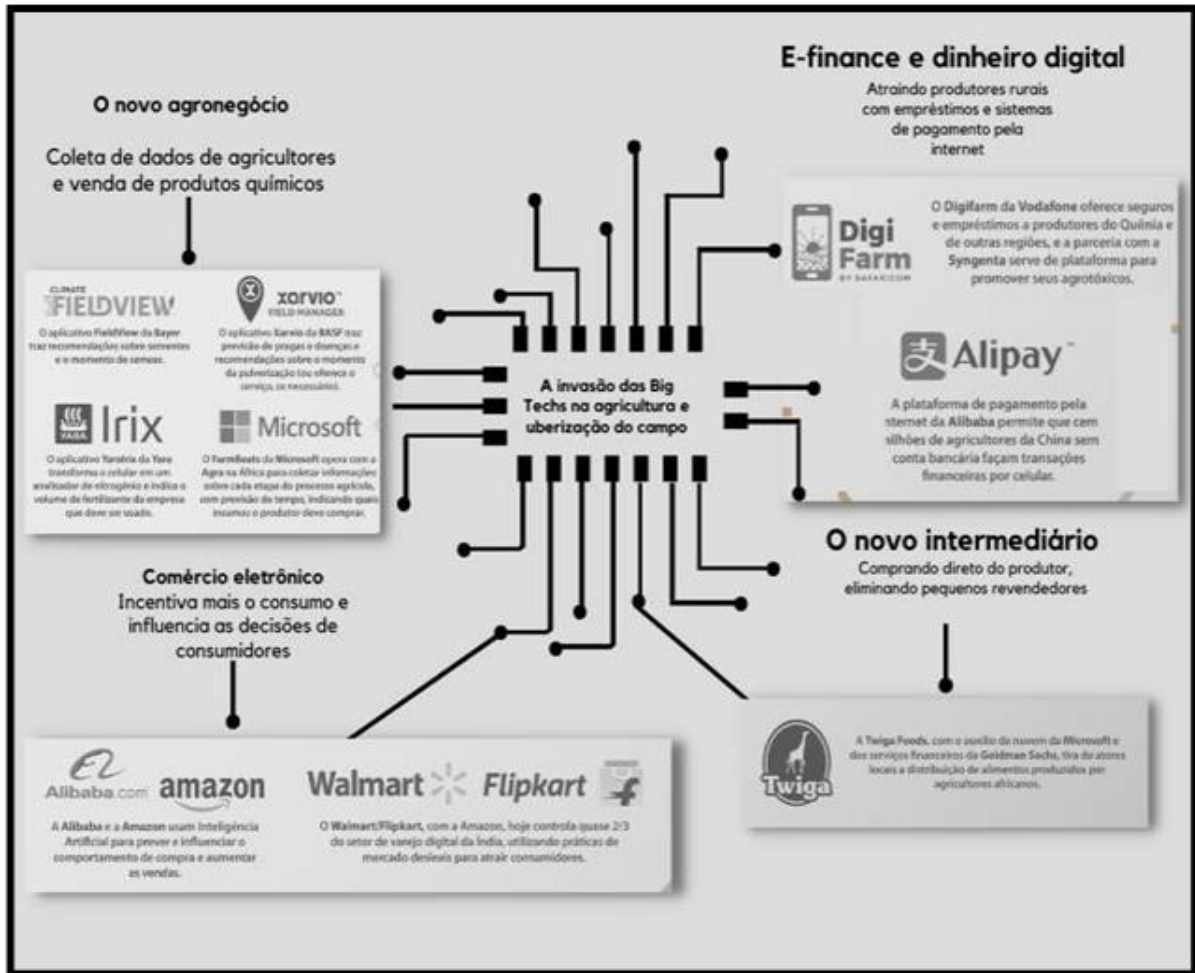 O novo agronegócio
Coleta de dados de agricultores
e venda de produtos químicos
CLIMATE
FIELDVIEW
O aplicativo FieldView da Bayer
traz recomendações sobre sementes
e o momento de semear.
xarvio™
FIELD MANAGER
O aplicativo Xarvio da BASF traz
previsão de pragas e doenças e
recomendações sobre o momento
da pulverização (ou oferece o
serviço, se necessário).
YARA
Irix
O aplicativo YaraIrix da Yara
transforma o celular em um
analisador de nitrogênio e indica o
volume de fertilizante da empresa
que deve ser usado.
Microsoft
O FarmBeats da Microsoft opera com a
Agra na África para coletar informações
sobre cada etapa do processo agrícola,
com previsão do tempo, indicando quais
insumos o produtor deve comprar.
E-finance e dinheiro digital
Atraindo produtores rurais
com empréstimos e sistemas
de pagamento pela
internet
Digi
Farm
BY SAFARICOM
O Digifarm da Vodafone oferece seguros
e empréstimos a produtores do Quênia e
de outras regiões, e a parceria com a
Syngenta serve de plataforma para
promover seus agrotóxicos.
支
Alipay™
A plataforma de pagamento pela
nternet da Alibaba permite que cem
ilhões de agricultores da China sem
conta bancária façam transações
financeiras por celular.
A invasão das Big
Techs na agricultura e
uberização do campo
Comércio eletrônico
Incentiva mais o consumo e
influencia as decisões de
consumidores
Alibaba.com
amazon
A Alibaba e a Amazon usam Inteligência
Artificial para prever e influenciar o
comportamento de compra e aumentar
as vendas.
Walmart
Flipkart
f
O Walmart/Flipkart, com a Amazon, hoje controla quase 2/3
do setor de varejo digital da Índia, utilizando práticas de
mercado desleais para atrair consumidores.
O novo intermediário
Comprando direto do produtor,
eliminando pequenos revendedores
Twiga
A Twiga Foods, com o auxílio da nuvem da Microsoft e
dos serviços financeiros da Goldman Sachs, tira de atores
locais a distribuição de alimentos produzidos por
agricultores africanos.